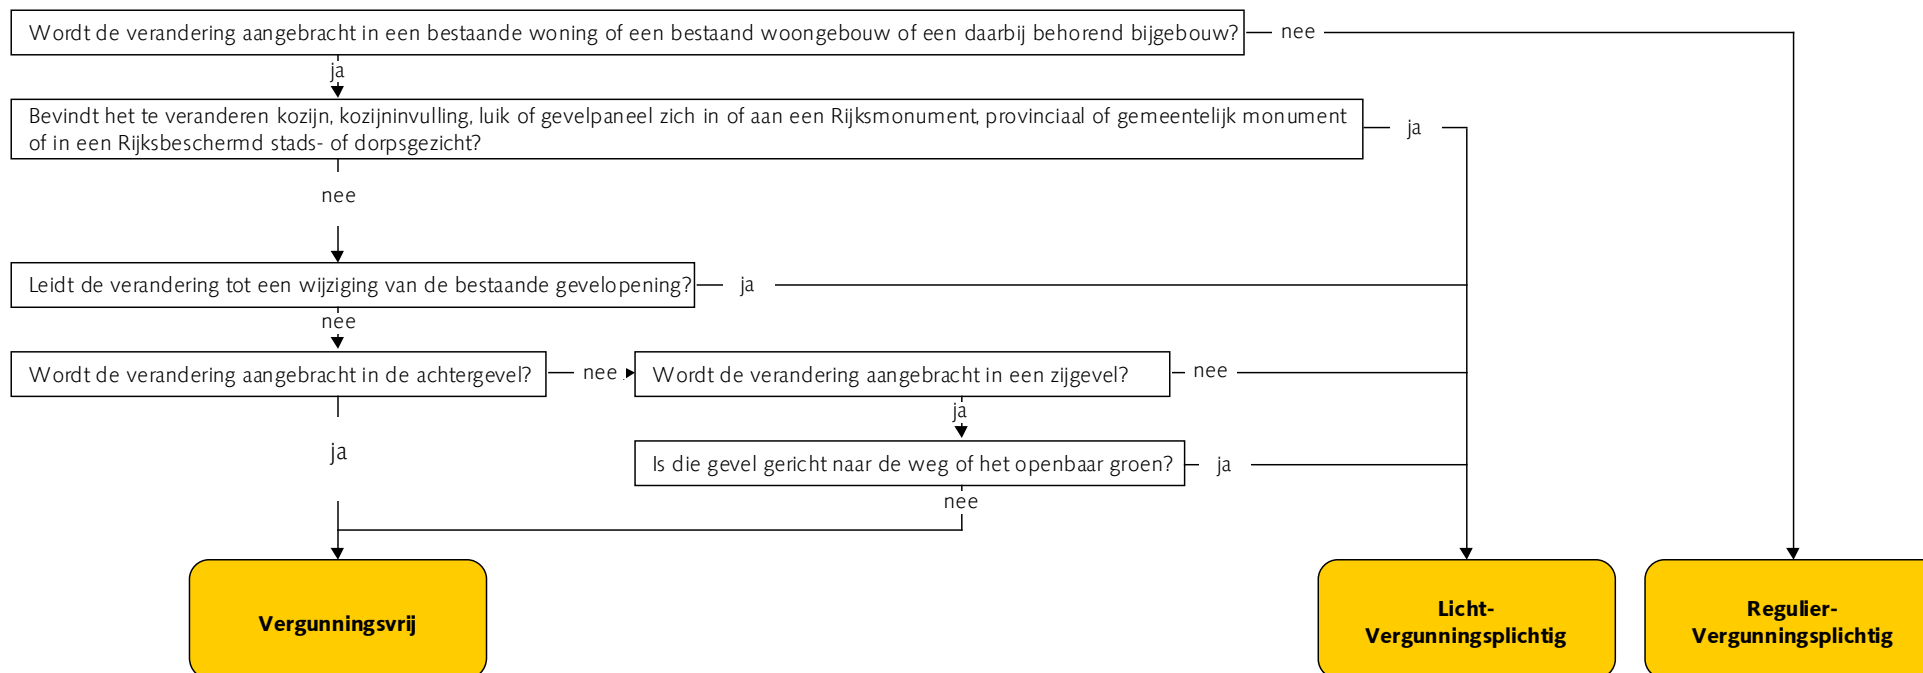 Wordt de verandering aangebracht in een bestaande woning of een bestaand woongebouw of een daarbij behorend bijgebouw?
nee
ja
Bevindt het te veranderen kozijn, kozijninvulling, luik of gevelpaneel zich in of aan een Rijksmonument, provinciaal of gemeentelijk monument
of in een Rijksbeschermd stads- of dorpsgezicht?
ja
nee
Leidt de verandering tot een wijziging van de bestaande gevelopening?
ja
nee
Wordt de verandering aangebracht in de achtergevel?
nee
Wordt de verandering aangebracht in een zijgevel?
nee
ja
ja
Is die gevel gericht naar de weg of het openbaar groen?
ja
nee
Vergunningsvrij
Licht-
Vergunningsplichtig
Regulier-
Vergunningsplichtig